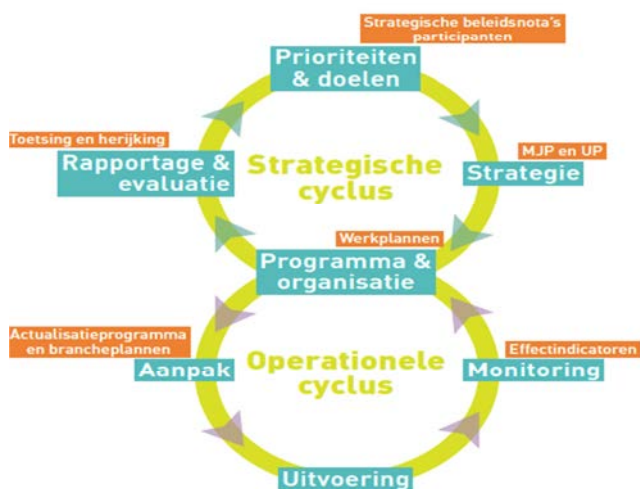 Strategische beleidsnota's
participanten
Prioriteiten
& doelen
Toetsing en herijking
Rapportage &
evaluatie
Strategische
cyclus
MJP en UP
Strategie
Werkplannen
Programma &
organisatie
Actualisatieprogramma
en brancheplannen
Aanpak
Operationele
cyclus
Effectindicatoren
Monitoring
Uitvoering